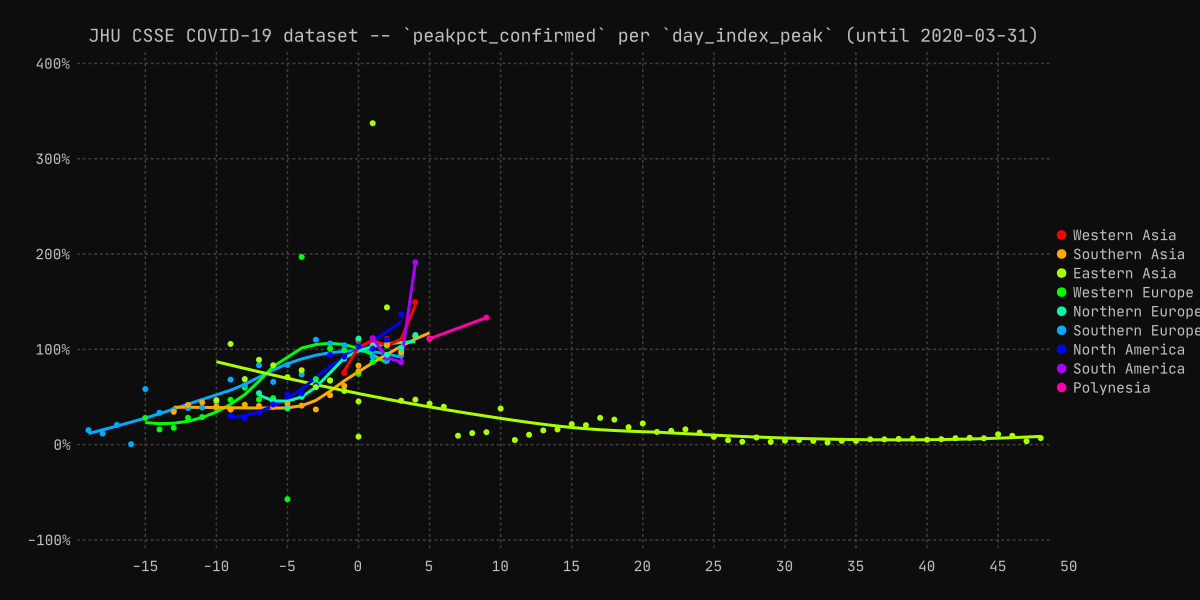 JHU CSSE COVID-19 dataset -- `peakpct_confirmed` per `day_index_peak` (until 2020-03-31)
400%
300%
200%
100%
0%
-100%
-15 -10 -5 0 5 10 15 20 25 30 35 40 45 50
Western Asia
Southern Asia
Eastern Asia
Western Europe
Northern Europe
Southern Europe
North America
South America
Polynesia